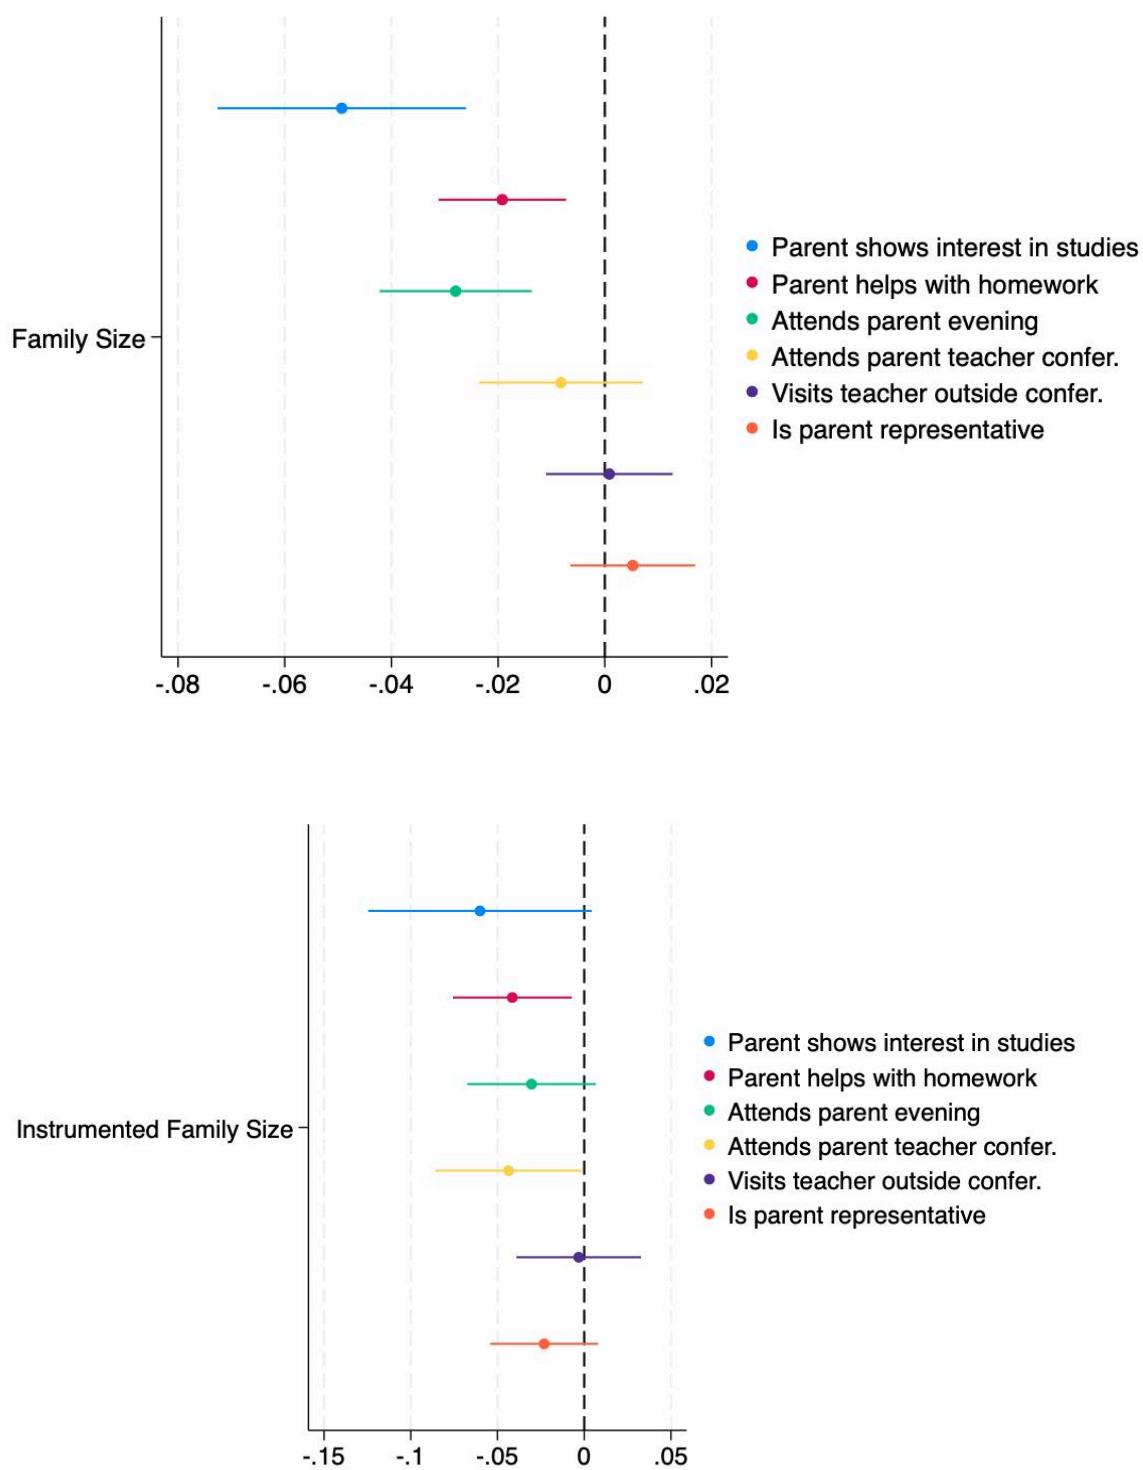 Parent shows interest in studies
Parent helps with homework
Attends parent evening
Family Size
Attends parent teacher confer.
Visits teacher outside confer.
Is parent representative
-.08 -.06 -.04 -.02 0 .02
Parent shows interest in studies
Parent helps with homework
Attends parent evening
Instrumented Family Size
Attends parent teacher confer.
Visits teacher outside confer.
Is parent representative
-.15 -.1 -.05 0 .05